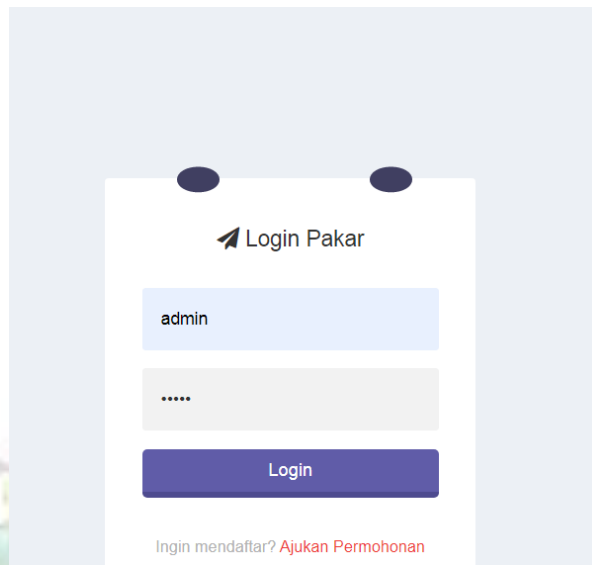 Login Pakar
admin
•••••
Login
Ingin mendaftar? Ajukan Permohonan